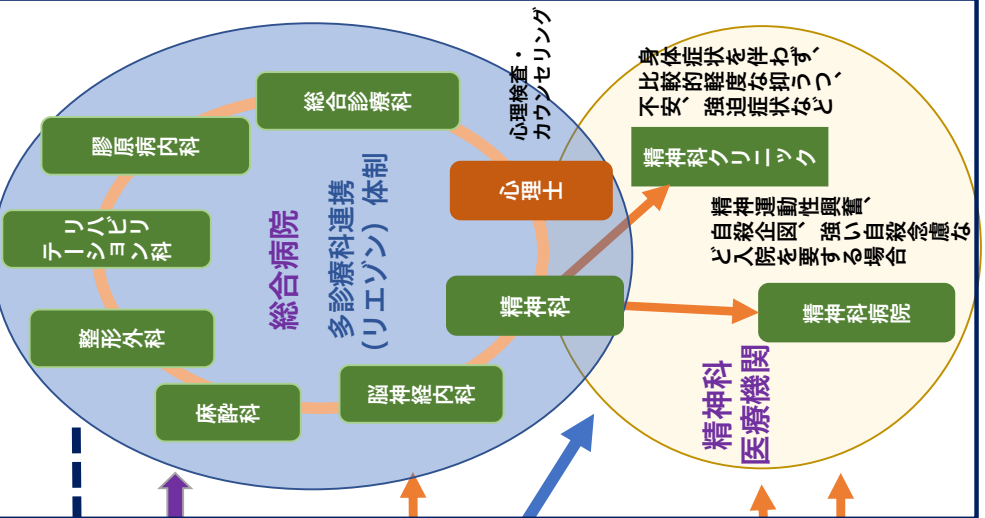 リハビリ
テーション科
整形外科
膠原病内科
麻酔科
総合病院
総合診療科
多診療科連携
(リエゾン) 体制
脳神経内科
精神科
心理士
心理検査・
カウンセリング
身体症状を伴わず、
比較的軽度な抑うつ、
不安、強迫症状など
精神科クリーニック
精神科
医療機関
精神運動性興奮、
自殺企図、強い自殺念慮な
ど入院を要する場合
精神科病院